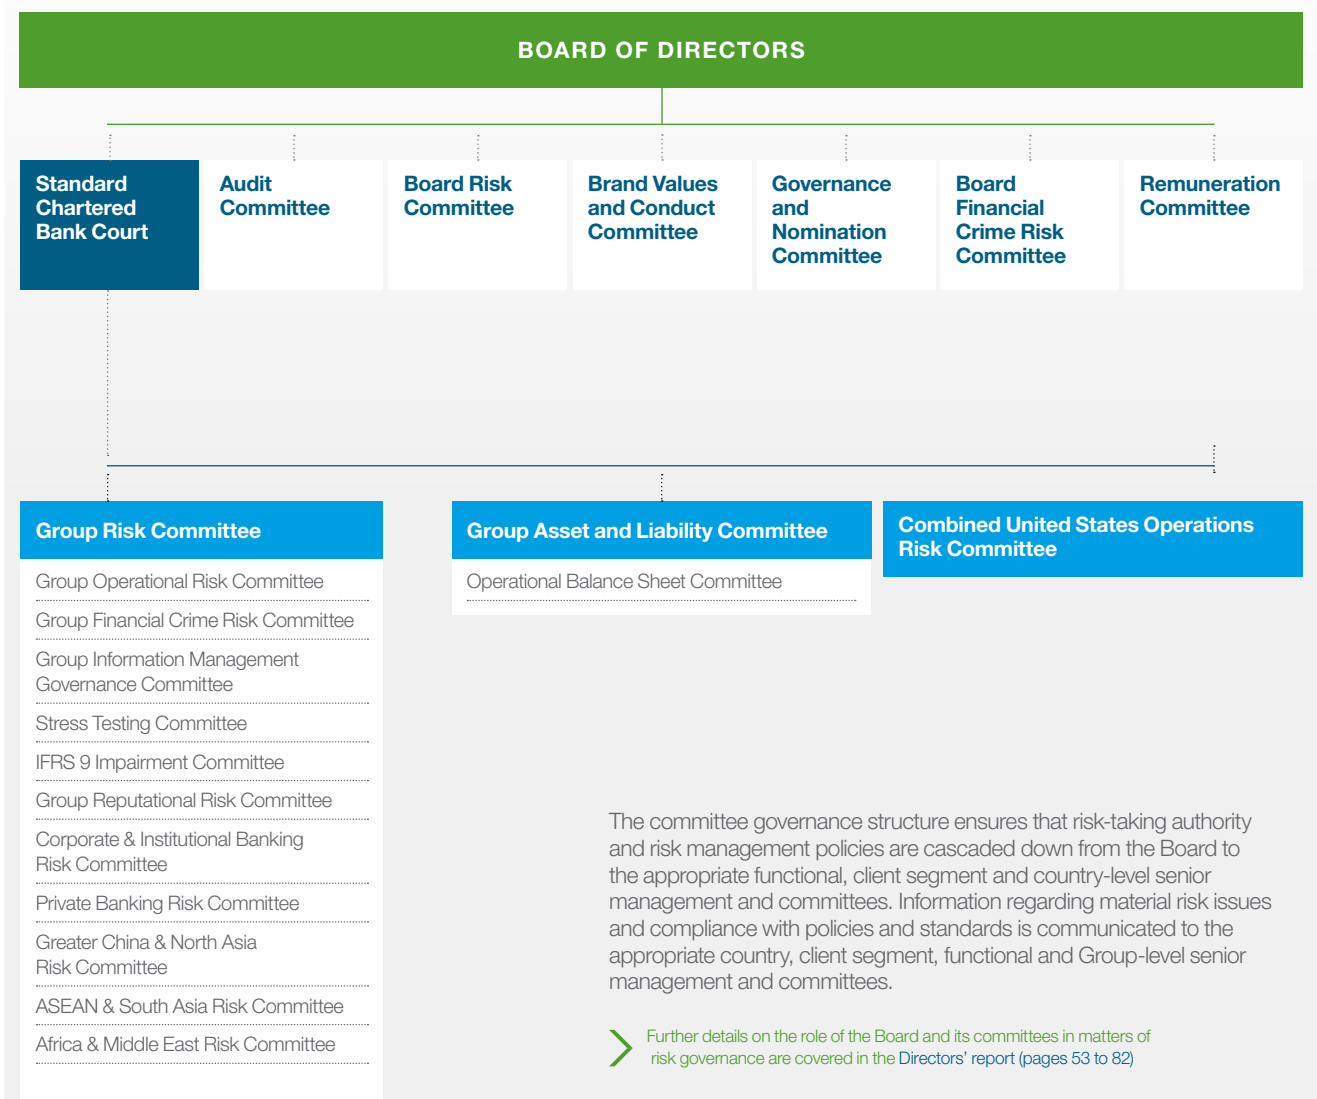 BOARD OF DIRECTORS
Standard
Chartered
Bank Court
Audit
Committee
Board Risk
Committee
Brand Values
and Conduct
Committee
Governance
and
Nomination
Committee
Board
Financial
Crime Risk
Committee
Remuneration
Committee
Group Risk Committee
Group Operational Risk Committee
Group Financial Crime Risk Committee
Group Information Management
Governance Committee
Stress Testing Committee
IFRS 9 Impairment Committee
Group Reputational Risk Committee
Corporate & Institutional Banking
Risk Committee
Private Banking Risk Committee
Greater China & North Asia
Risk Committee
ASEAN & South Asia Risk Committee
Africa & Middle East Risk Committee
Group Asset and Liability Committee
Operational Balance Sheet Committee
Combined United States Operations
Risk Committee
The committee governance structure ensures that risk-taking authority
and risk management policies are cascaded down from the Board to
the appropriate functional, client segment and country-level senior
management and committees. Information regarding material risk issues
and compliance with policies and standards is communicated to the
appropriate country, client segment, functional and Group-level senior
management and committees.
Further details on the role of the Board and its committees in matters of
risk governance are covered in the Directors' report (pages 53 to 82)